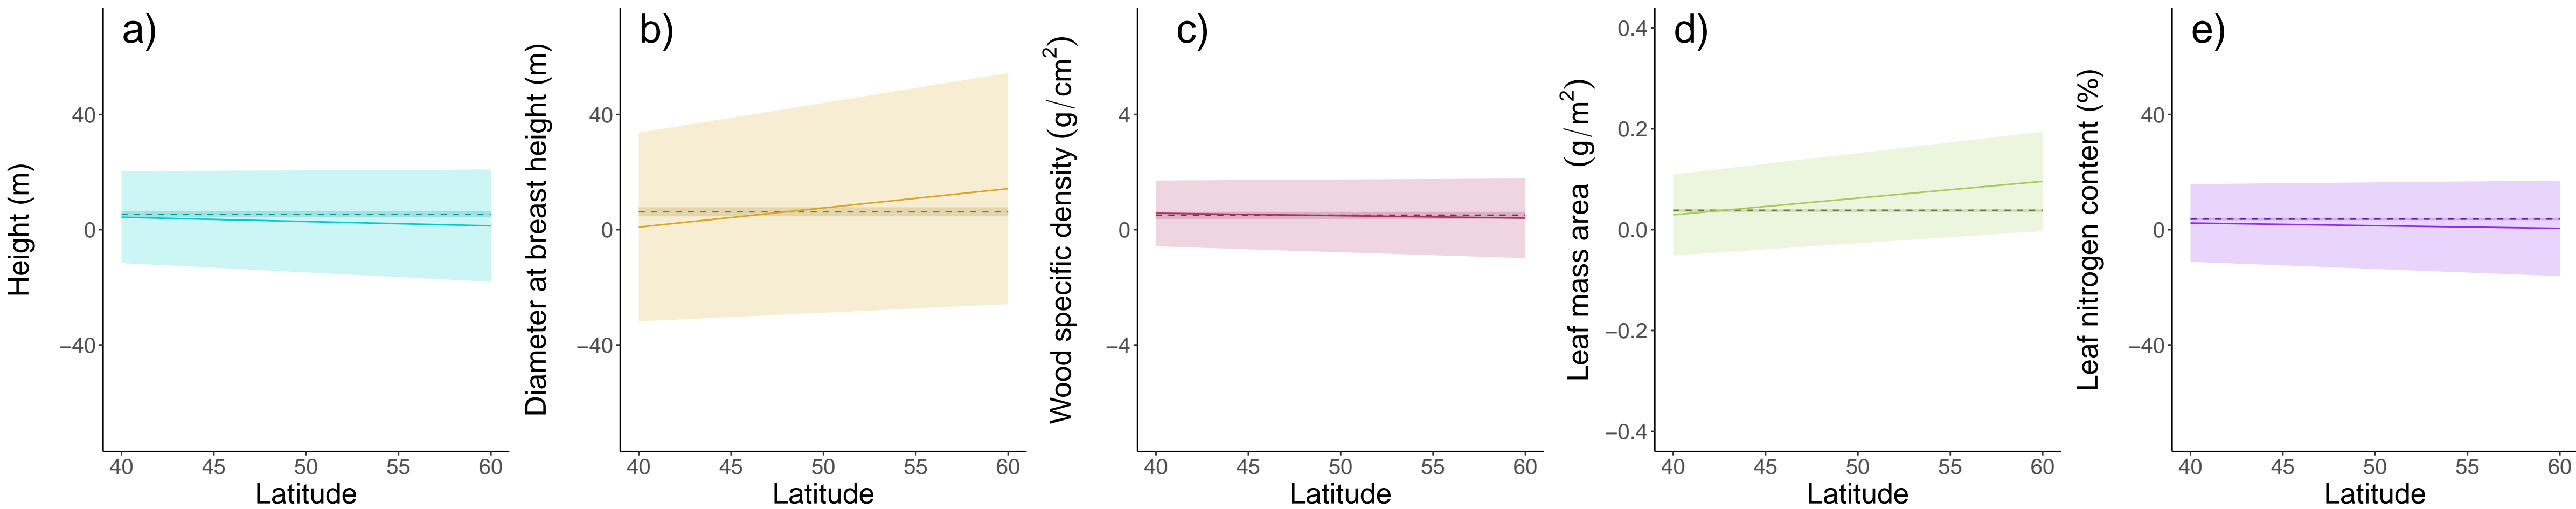 a)
Height (m)
40
0
−40
40
45
50
55
60
Latitude
b)
Diameter at breast height (m)
40
0
−40
40
45
50
55
60
Latitude
c)
Wood specific density (g/cm²)
4
0
−4
40
45
50
55
60
Latitude
d)
Leaf mass area (g/m²)
0.4
0.2
0.0
−0.2
−0.4
40
45
50
55
60
Latitude
e)
Leaf nitrogen content (%)
40
0
−40
40
45
50
55
60
Latitude